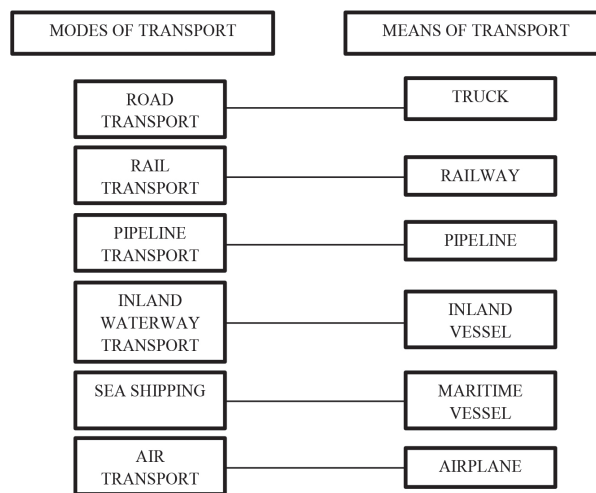 MODES OF TRANSPORT
MEANS OF TRANSPORT
ROAD
TRANSPORT
TRUCK
RAIL
TRANSPORT
RAILWAY
PIPELINE
TRANSPORT
PIPELINE
INLAND
WATERWAY
TRANSPORT
INLAND
VESSEL
SEA SHIPPING
MARITIME
VESSEL
AIR
TRANSPORT
AIRPLANE